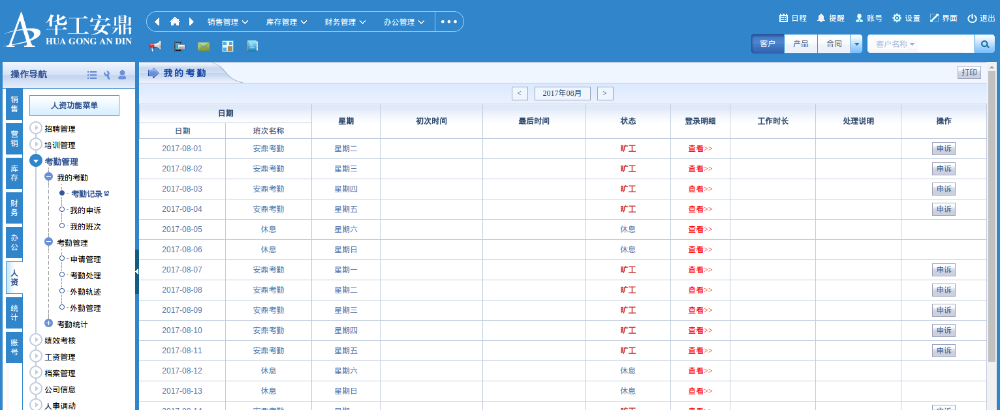 华工安鼎
HUA GONG AN DIN
销售管理 库存管理 财务管理 办公管理
日程 提醒 账号 设置 界面 退出
客户 产品 合同 客户名称
操作导航
我的考勤 打印
销售
营销
库存
财务
办公
人资
统计
账号
人资功能菜单
招聘管理
培训管理
考勤管理
我的考勤
考勤记录
我的申诉
我的班次
考勤管理
申请管理
考勤处理
外勤轨迹
外勤管理
考勤统计
绩效考核
工资管理
档案管理
公司信息
人事调动
< 2017年08月 >
日期 星期 初次时间 最后时间 状态 登录明细 工作时长 处理说明 操作
日期 班次名称
2017-08-01 安鼎考勤 星期二 旷工 查看>> 申诉
2017-08-02 安鼎考勤 星期三 旷工 查看>> 申诉
2017-08-03 安鼎考勤 星期四 旷工 查看>> 申诉
2017-08-04 安鼎考勤 星期五 旷工 查看>> 申诉
2017-08-05 休息 星期六 休息 查看>>
2017-08-06 休息 星期日 休息 查看>>
2017-08-07 安鼎考勤 星期一 旷工 查看>> 申诉
2017-08-08 安鼎考勤 星期二 旷工 查看>> 申诉
2017-08-09 安鼎考勤 星期三 旷工 查看>> 申诉
2017-08-10 安鼎考勤 星期四 旷工 查看>> 申诉
2017-08-11 安鼎考勤 星期五 旷工 查看>> 申诉
2017-08-12 休息 星期六 休息 查看>>
2017-08-13 休息 星期日 休息 查看>>